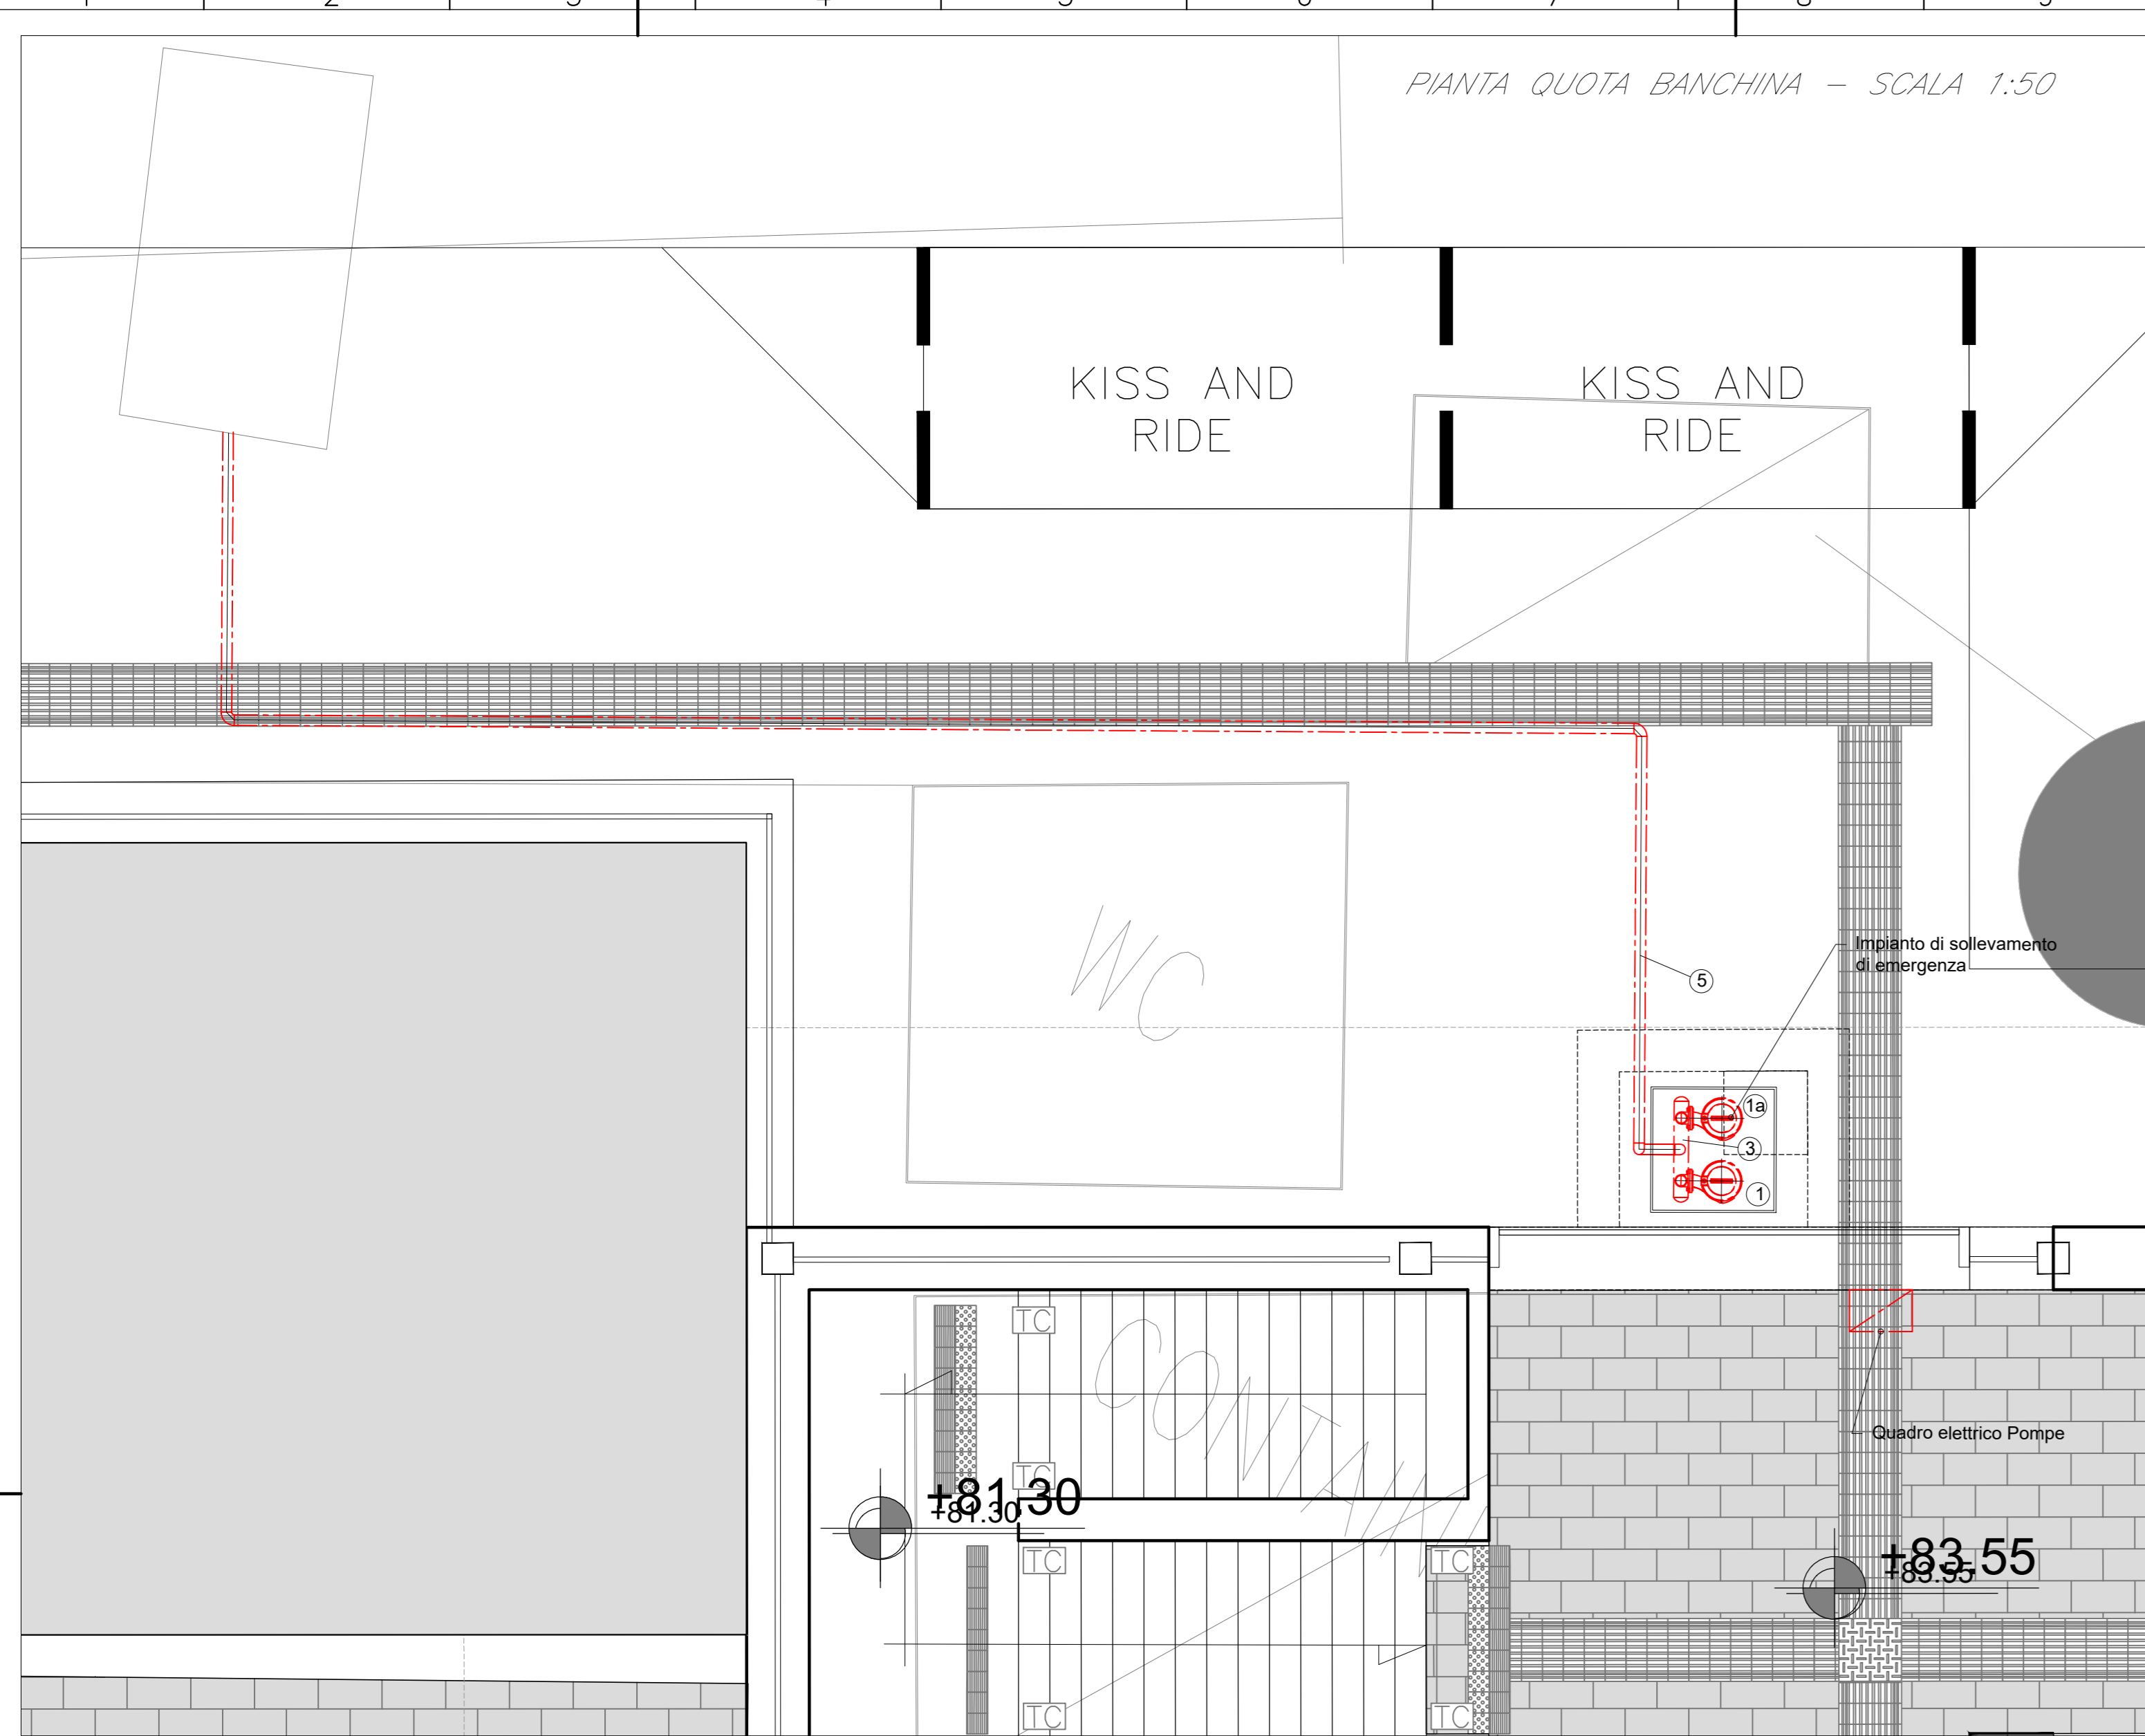 PIANTA QUOTA BANCHINA – SCALA 1:50
KISS AND
RIDE
KISS AND
RIDE
WC
Impianto di sollevamento
di emergenza
5
1a
3
1
TC
TC
+81.30
+81.30
Quadro elettrico Pompe
+83.55
+83.55
TC
TC
TC
TC